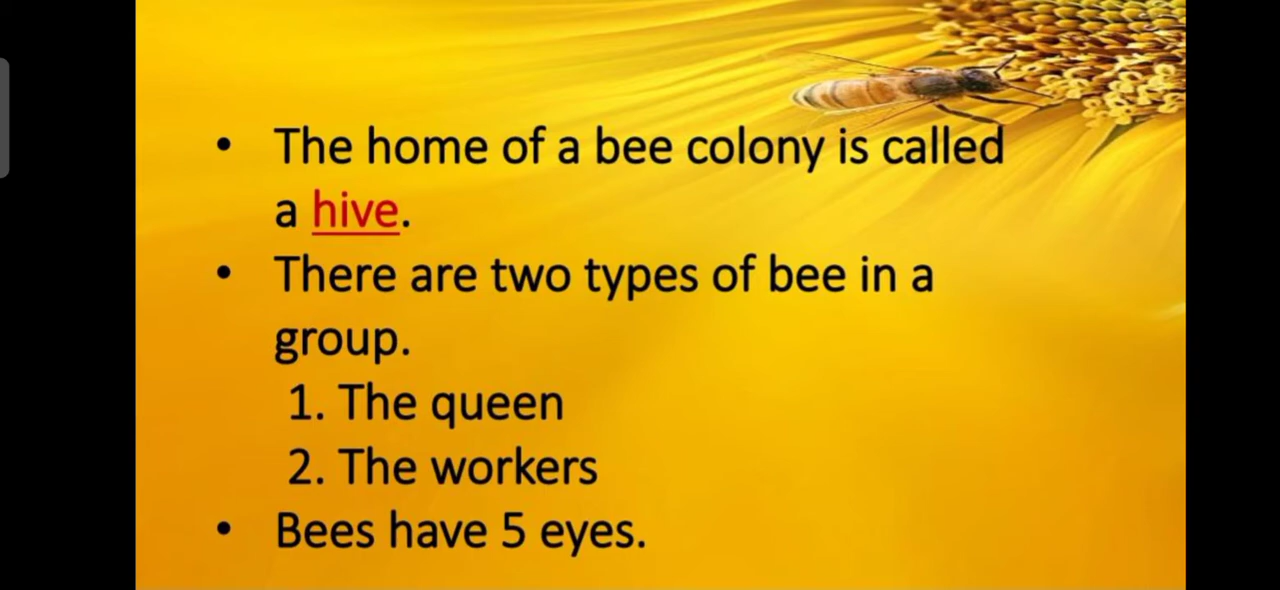 • The home of a bee colony is called
a hive.
• There are two types of bee in a
group.
1. The queen
2. The workers
• Bees have 5 eyes.